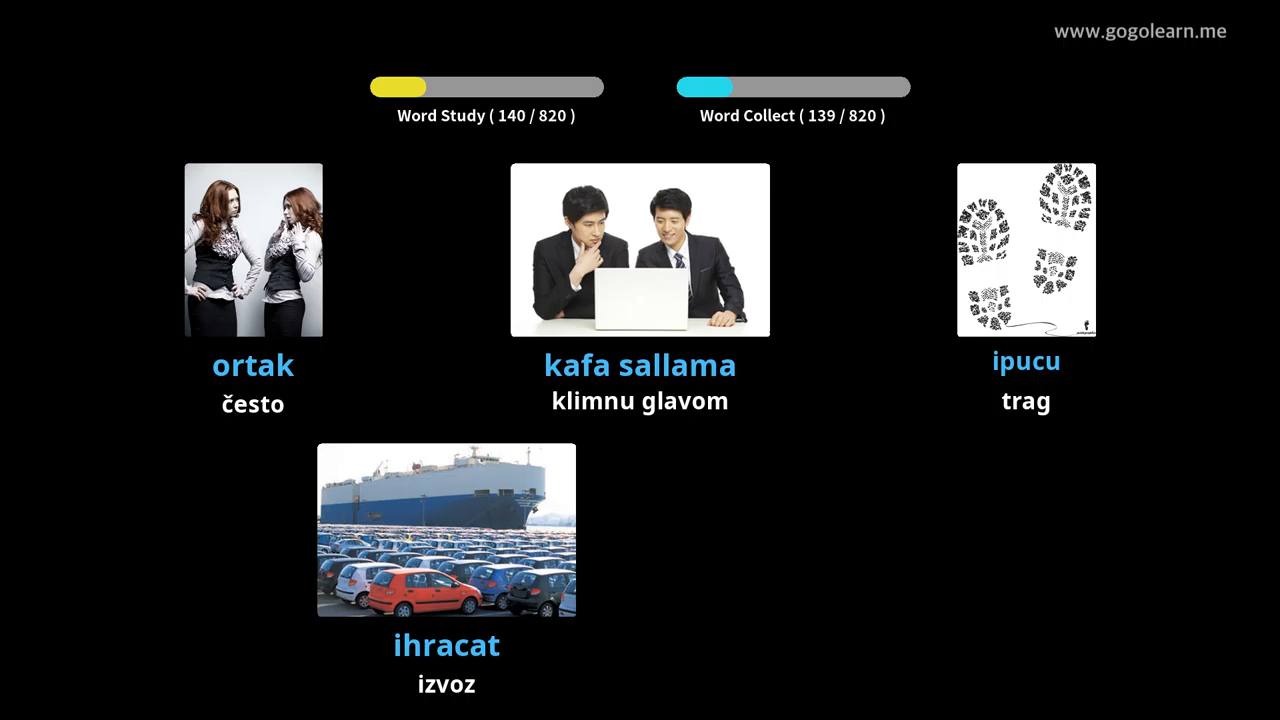 www.gogolearn.me
Word Study ( 140 / 820 )
Word Collect ( 139 / 820 )
ortak
često
kafa sallama
klimnu glavom
ipucu
trag
ihracat
izvoz